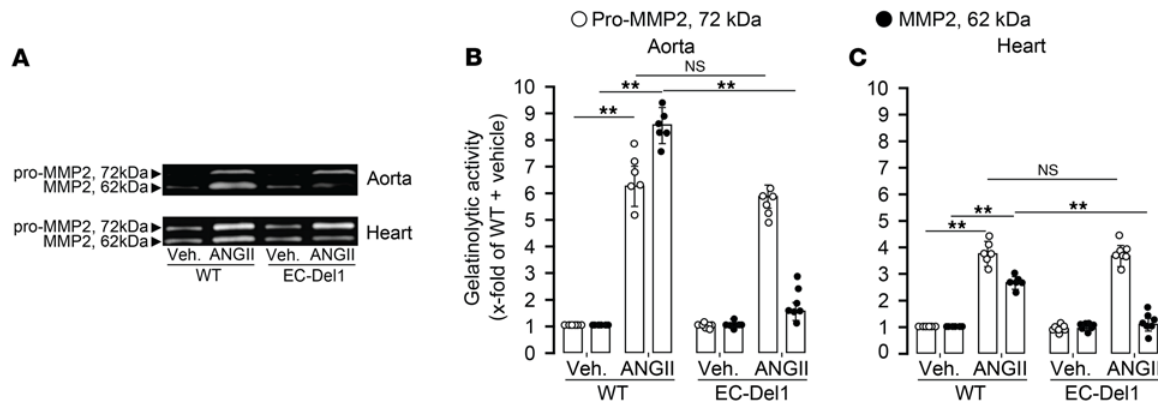 Pro-MMP2, 72 kDa
MMP2, 62 kDa
A
pro-MMP2, 72kDa
MMP2, 62kDa
Aorta
pro-MMP2, 72kDa
MMP2, 62kDa
Heart
Veh. ANGII Veh. ANGII
WT EC-Del1
B
Aorta
Gelatinolytic activity
(x-fold of WT + vehicle)
10
9
8
7
6
5
4
3
2
1
0
NS
** **
**
Veh. ANGII Veh. ANGII
WT EC-Del1
C
Heart
10
9
8
7
6
5
4
3
2
1
0
NS
** **
**
Veh. ANGII Veh. ANGII
WT EC-Del1